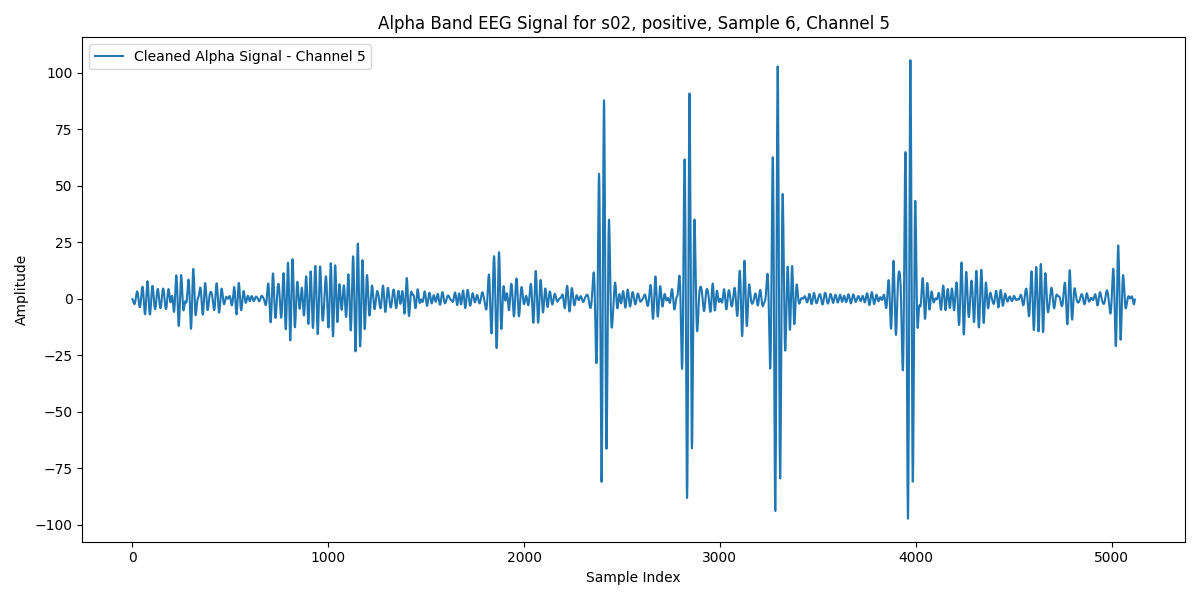 Alpha Band EEG Signal for s02, positive, Sample 6, Channel 5
Cleaned Alpha Signal - Channel 5
100
75
50
25
0
−25
−50
−75
−100
Amplitude
0 1000 2000 3000 4000 5000
Sample Index